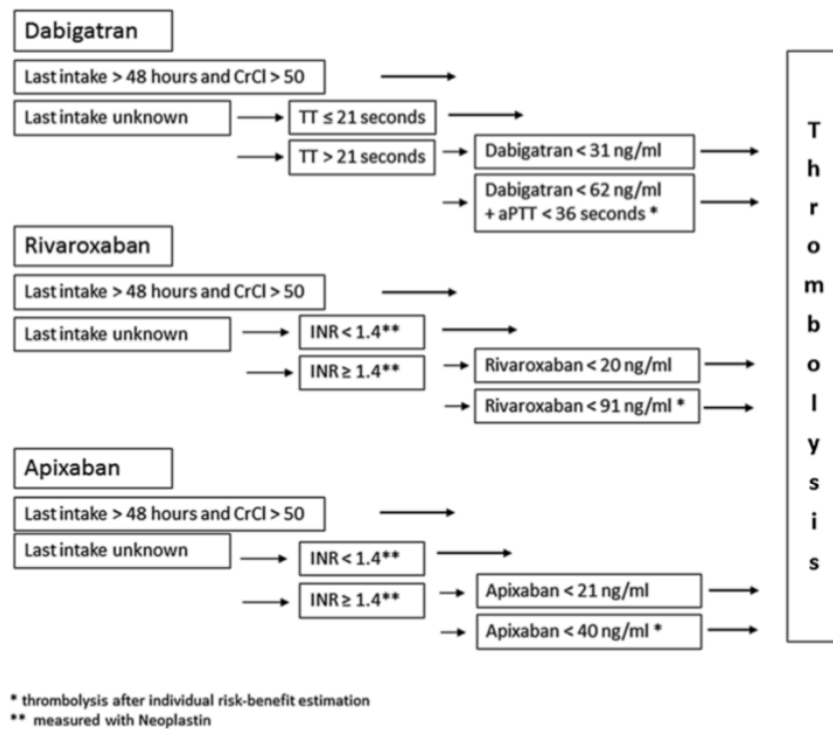 Dabigatran
Last intake > 48 hours and CrCl > 50
Last intake unknown
TT ≤ 21 seconds
TT > 21 seconds
Dabigatran < 31 ng/ml
Dabigatran < 62 ng/ml
+ aPTT < 36 seconds *
Rivaroxaban
Last intake > 48 hours and CrCl > 50
Last intake unknown
INR < 1.4**
INR ≥ 1.4**
Rivaroxaban < 20 ng/ml
Rivaroxaban < 91 ng/ml *
Apixaban
Last intake > 48 hours and CrCl > 50
Last intake unknown
INR < 1.4**
INR ≥ 1.4**
Apixaban < 21 ng/ml
Apixaban < 40 ng/ml *
Thrombolysis
* thrombolysis after individual risk-benefit estimation
** measured with Neoplastin